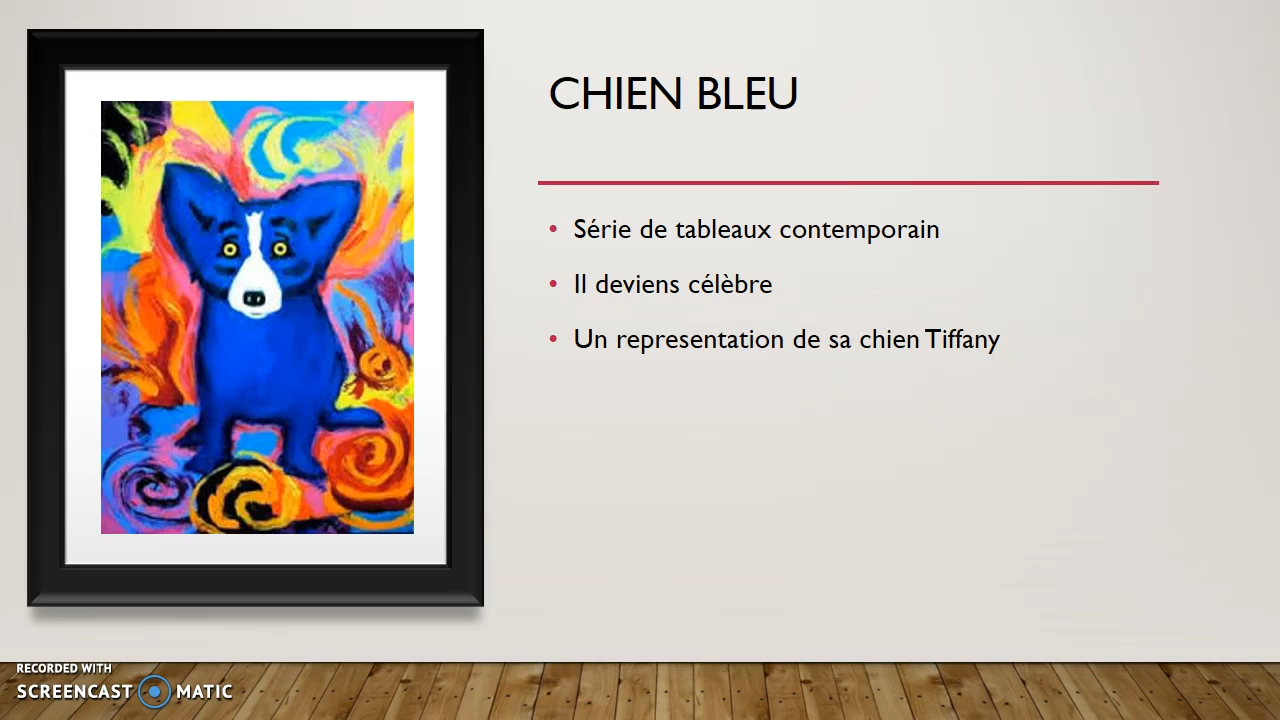 CHIEN BLEU
• Série de tableaux contemporain
• Il deviens célèbre
• Un representation de sa chien Tiffany
RECORDED WITH
SCREENCAST MATIC